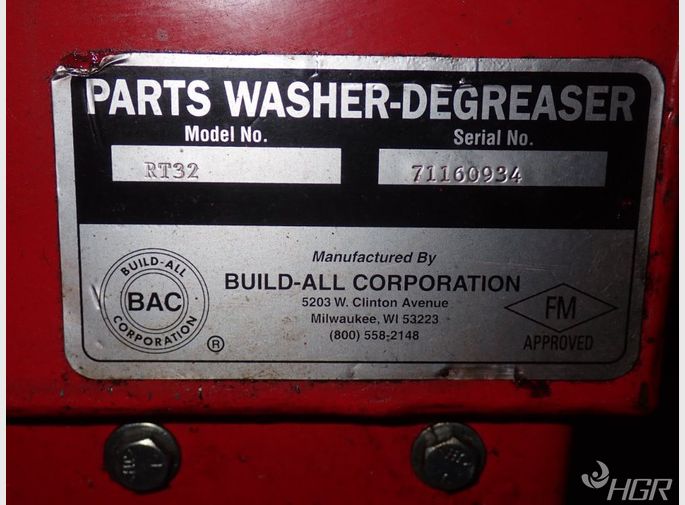 PARTS WASHER-DEGREASER
Model No.
Serial No.
RT32
71160934
Manufactured By
BUILD-ALL CORPORATION
5203 W. Clinton Avenue
Milwaukee, WI 53223
(800) 558-2148
BUILD-ALL
BAC
CORPORATION
®
FM
APPROVED
HGR